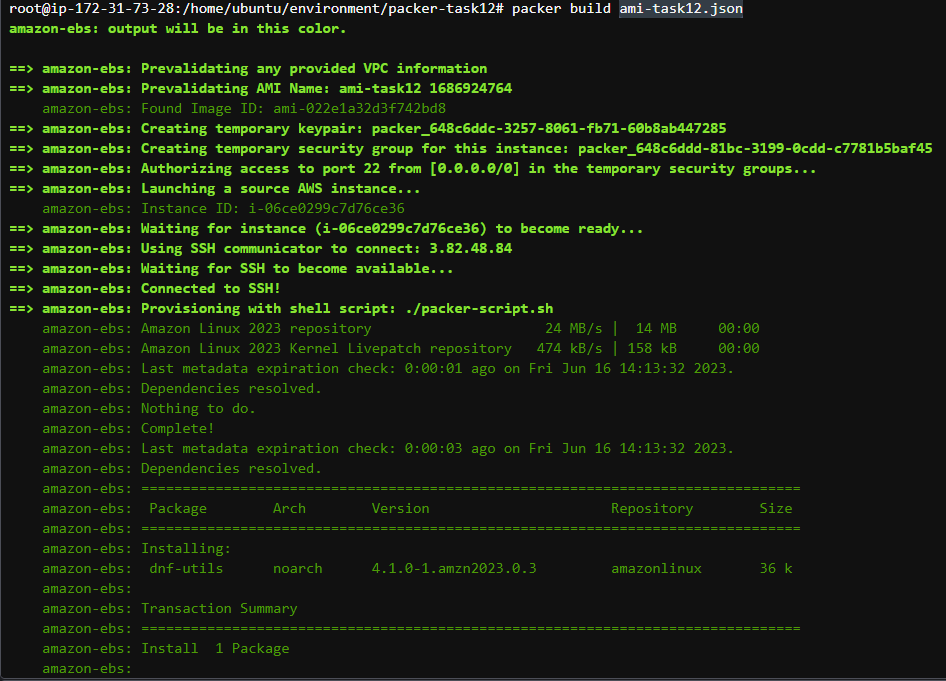 root@ip-172-31-73-28:/home/ubuntu/environment/packer-task12# packer build ami-task12.json
amazon-ebs: output will be in this color.
==> amazon-ebs: Prevalidating any provided VPC information
==> amazon-ebs: Prevalidating AMI Name: ami-task12 1686924764
amazon-ebs: Found Image ID: ami-022e1a32d3f742bd8
==> amazon-ebs: Creating temporary keypair: packer_648c6ddc-3257-8061-fb71-60b8ab447285
==> amazon-ebs: Creating temporary security group for this instance: packer_648c6ddd-81bc-3199-0cdd-c7781b5baf45
==> amazon-ebs: Authorizing access to port 22 from [0.0.0.0/0] in the temporary security groups...
==> amazon-ebs: Launching a source AWS instance...
amazon-ebs: Instance ID: i-06ce0299c7d76ce36
==> amazon-ebs: Waiting for instance (i-06ce0299c7d76ce36) to become ready...
==> amazon-ebs: Using SSH communicator to connect: 3.82.48.84
==> amazon-ebs: Waiting for SSH to become available...
==> amazon-ebs: Connected to SSH!
==> amazon-ebs: Provisioning with shell script: ./packer-script.sh
amazon-ebs: Amazon Linux 2023 repository 24 MB/s | 14 MB 00:00
amazon-ebs: Amazon Linux 2023 Kernel Livepatch repository 474 kB/s | 158 kB 00:00
amazon-ebs: Last metadata expiration check: 0:00:01 ago on Fri Jun 16 14:13:32 2023.
amazon-ebs: Dependencies resolved.
amazon-ebs: Nothing to do.
amazon-ebs: Complete!
amazon-ebs: Last metadata expiration check: 0:00:03 ago on Fri Jun 16 14:13:32 2023.
amazon-ebs: Dependencies resolved.
amazon-ebs: ================================================================================
amazon-ebs: Package Arch Version Repository Size
amazon-ebs: ================================================================================
amazon-ebs: Installing:
amazon-ebs: dnf-utils noarch 4.1.0-1.amzn2023.0.3 amazonlinux 36 k
amazon-ebs:
amazon-ebs: Transaction Summary
amazon-ebs: ================================================================================
amazon-ebs: Install 1 Package
amazon-ebs: